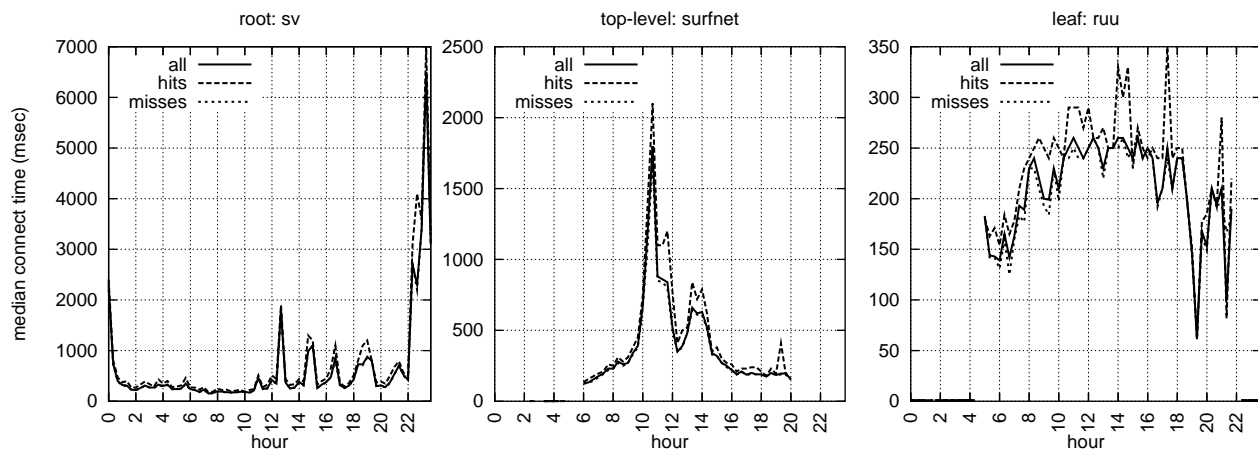 root: sv
7000
6000
5000
4000
3000
2000
1000
0
all
hits
misses
median connect time (msec)
0 2 4 6 8 10 12 14 16 18 20 22
hour
top-level: surfnet
2500
2000
1500
1000
500
0
all
hits
misses
0 2 4 6 8 10 12 14 16 18 20 22
hour
leaf: ruu
350
300
250
200
150
100
50
0
all
hits
misses
0 2 4 6 8 10 12 14 16 18 20 22
hour